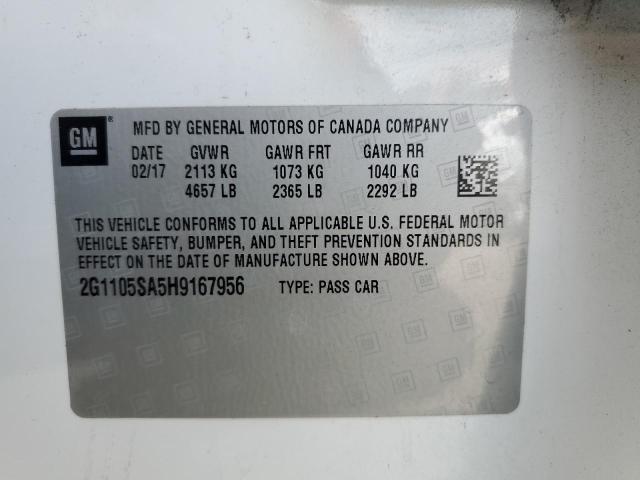 GM ® MFD BY GENERAL MOTORS OF CANADA COMPANY
DATE GVWR GAWR FRT GAWR RR
02/17 2113 KG 1073 KG 1040 KG
4657 LB 2365 LB 2292 LB
THIS VEHICLE CONFORMS TO ALL APPLICABLE U.S. FEDERAL MOTOR
VEHICLE SAFETY, BUMPER, AND THEFT PREVENTION STANDARDS IN
EFFECT ON THE DATE OF MANUFACTURE SHOWN ABOVE.
2G1105SA5H9167956 TYPE: PASS CAR